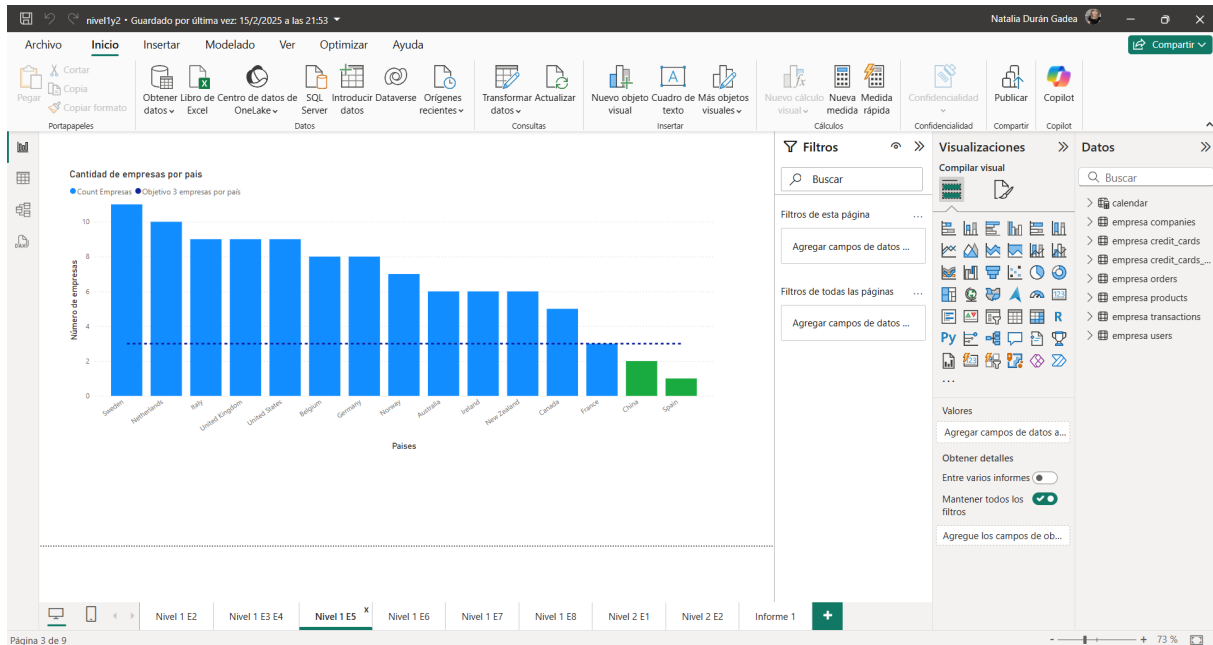 nivel1y2 • Guardado por última vez: 15/2/2025 a las 21:53
Natalia Durán Gadea
Archivo Inicio Insertar Modelado Ver Optimizar Ayuda
Compartir
Pegar
Cortar
Copia
Copiar formato
Portapapeles
Obtener datos
Libro de Excel
Centro de datos de OneLake
SQL Server
Introducir datos
Dataverse
Orígenes recientes
Datos
Transformar datos
Actualizar
Consultas
Nuevo objeto visual
Cuadro de texto
Más objetos visuales
Insertar
Nuevo cálculo visual
Nueva medida
Medida rápida
Cálculos
Confidencialidad
Confidencialidad
Publicar
Compartir
Copilot
Copilot
Cantidad de empresas por pais
Count Empresas Objetivo 3 empresas por país
Número de empresas
10
8
6
4
2
0
Sweden
Netherlands
Italy
United Kingdom
United States
Belgium
Germany
Norway
Australia
Ireland
New Zealand
Canada
France
China
Spain
Paises
Filtros
Buscar
Filtros de esta página ...
Agregar campos de datos ...
Filtros de todas las páginas ...
Agregar campos de datos ...
Visualizaciones
Compilar visual
123
R
Py
...
Valores
Agregar campos de datos a...
Obtener detalles
Entre varios informes
Mantener todos los
filtros
Agregue los campos de ob...
Datos
Buscar
calendar
empresa companies
empresa credit_cards
empresa credit_cards_...
empresa orders
empresa products
empresa transactions
empresa users
DAX
Nivel 1 E2
Nivel 1 E3 E4
Nivel 1 E5 x
Nivel 1 E6
Nivel 1 E7
Nivel 1 E8
Nivel 2 E1
Nivel 2 E2
Informe 1
+
Página 3 de 9
- + 73 %